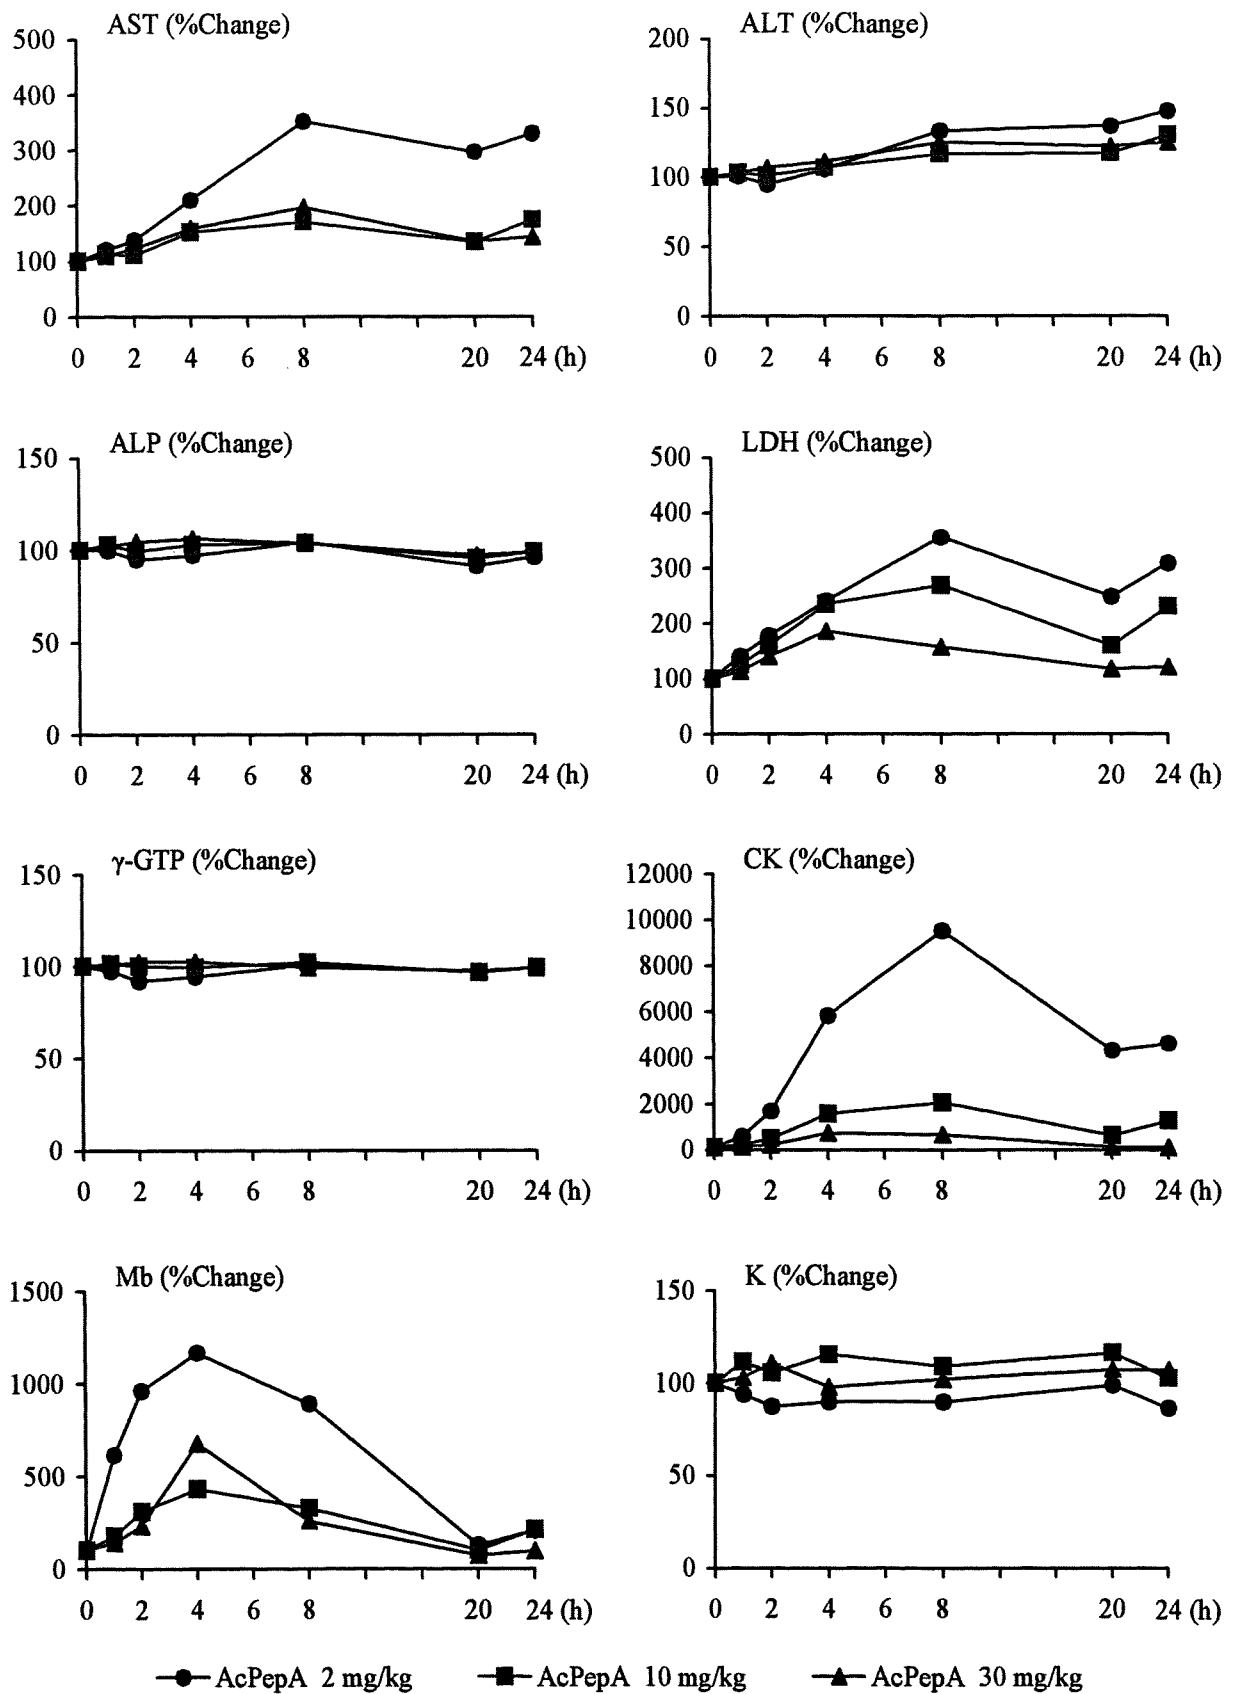 AST (%Change)
500
400
300
200
100
0
0 2 4 6 8 20 24 (h)
ALT (%Change)
200
150
100
50
0
0 2 4 6 8 20 24 (h)
ALP (%Change)
150
100
50
0
0 2 4 6 8 20 24 (h)
LDH (%Change)
500
400
300
200
100
0
0 2 4 6 8 20 24 (h)
γ-GTP (%Change)
150
100
50
0
0 2 4 6 8 20 24 (h)
CK (%Change)
12000
10000
8000
6000
4000
2000
0
0 2 4 6 8 20 24 (h)
Mb (%Change)
1500
1000
500
0
0 2 4 6 8 20 24 (h)
K (%Change)
150
100
50
0
0 2 4 6 8 20 24 (h)
AcPepA 2 mg/kg AcPepA 10 mg/kg AcPepA 30 mg/kg